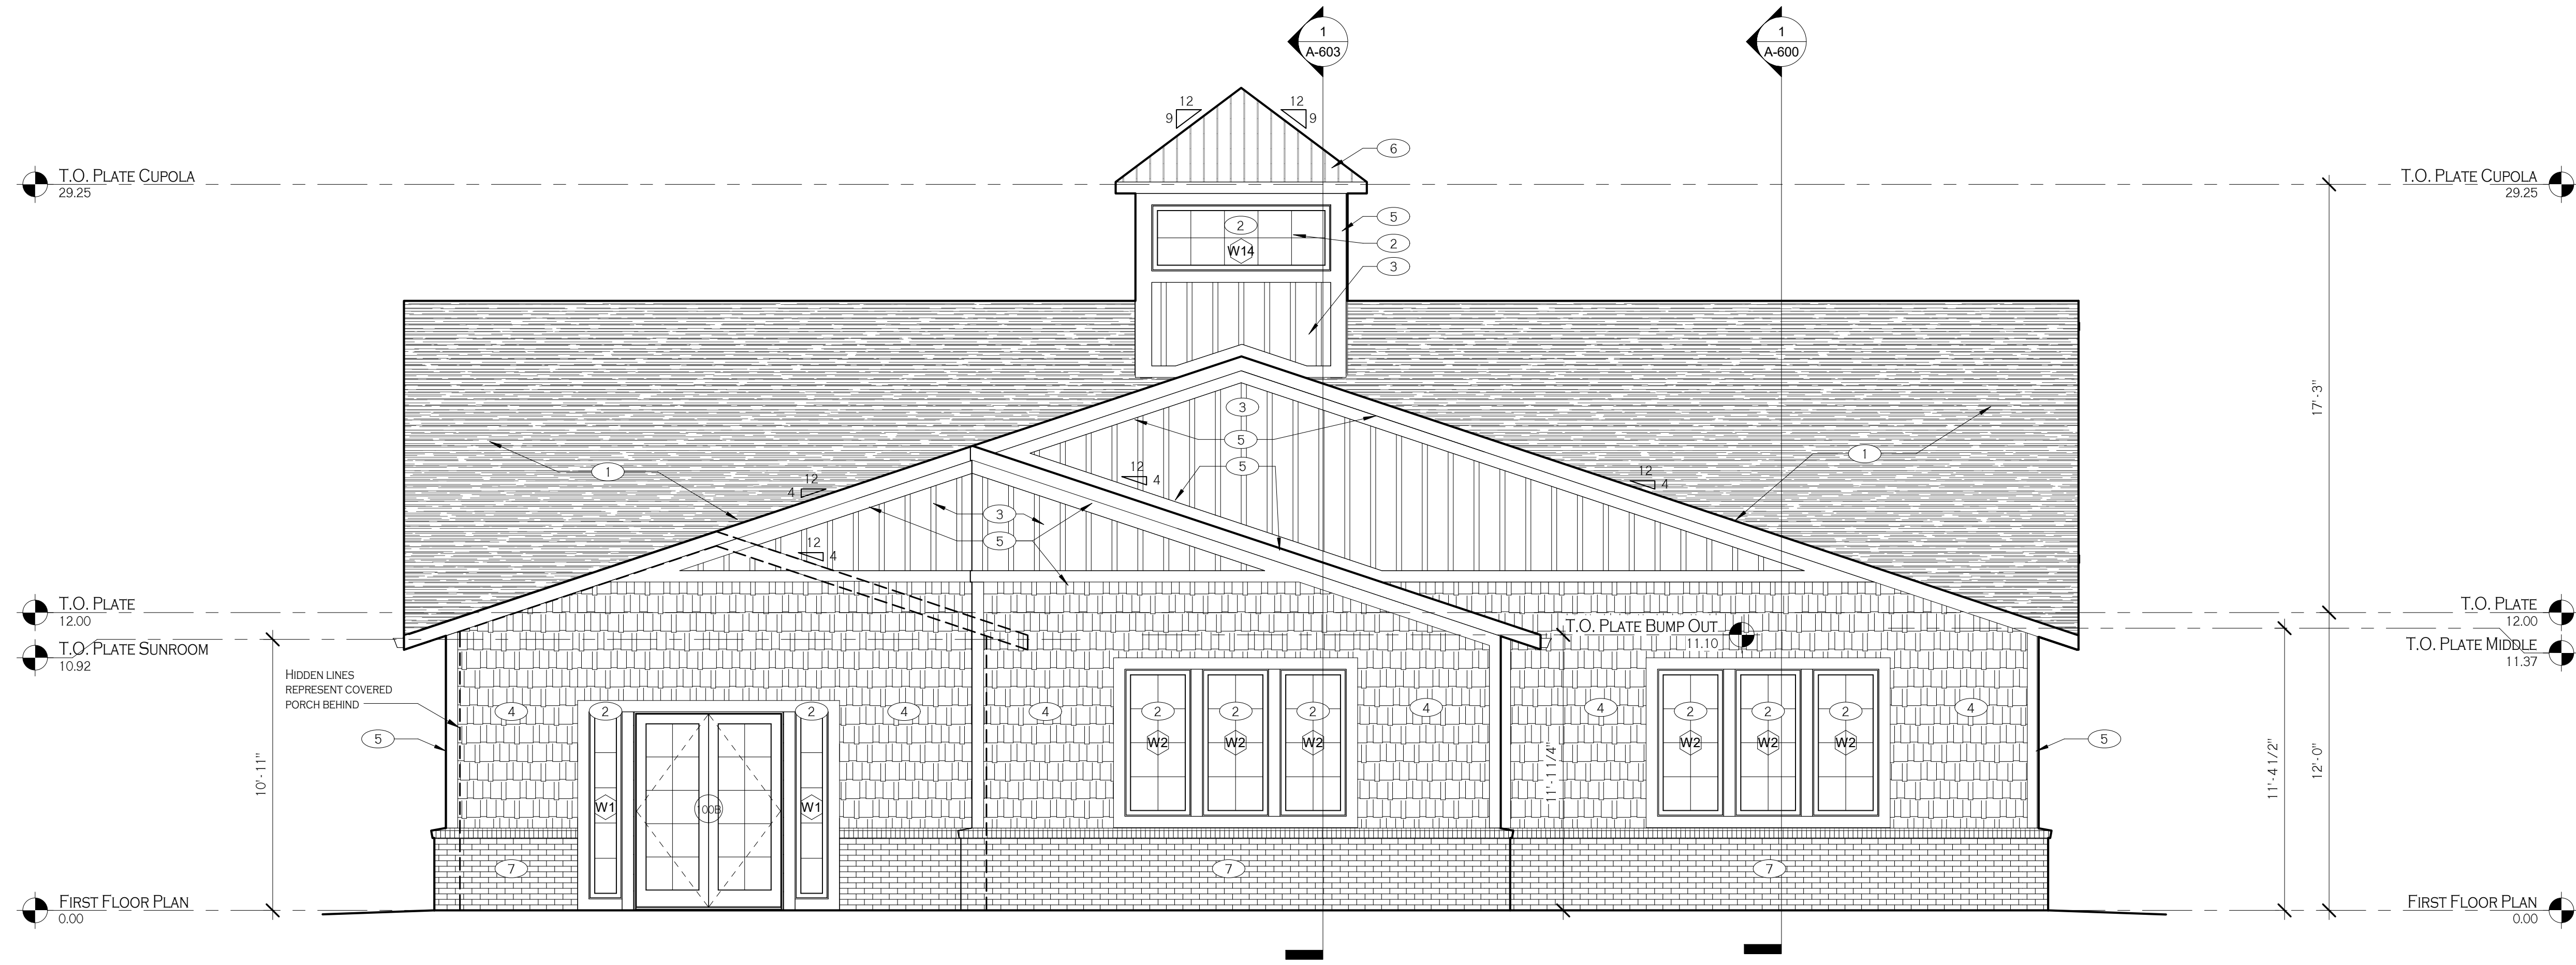 1
A-603
1
A-600
12
9
12
9
6
T.O. PLATE CUPOLA
29.25
T.O. PLATE CUPOLA
29.25
5
2
2
W14
3
3
5
17'-3"
12
4
5
12
4
1
1
12
4
3
5
12
4
T.O. PLATE
12.00
T.O. PLATE
12.00
T.O. PLATE BUMP OUT
11.10
T.O. PLATE SUNROOM
10.92
T.O. PLATE MIDDLE
11.37
HIDDEN LINES
REPRESENT COVERED
PORCH BEHIND
4
2
2
4
4
2
2
2
4
4
2
2
2
4
5
5
W2
W2
W2
W2
W2
W2
10'-11"
11'-1 1/4"
11'-4 1/2"
12'-0"
W1
100B
W1
7
7
7
FIRST FLOOR PLAN
0.00
FIRST FLOOR PLAN
0.00